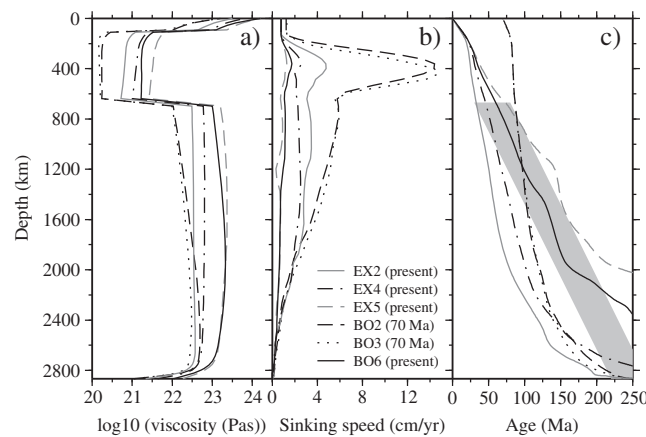 a)
b)
c)
0
400
800
1200
1600
2000
2400
2800
Depth (km)
EX2 (present)
EX4 (present)
EX5 (present)
BO2 (70 Ma)
BO3 (70 Ma)
BO6 (present)
20 21 22 23 24
0 4 8 12
0 50 100 150 200 250
log10 (viscosity (Pas))
Sinking speed (cm/yr)
Age (Ma)